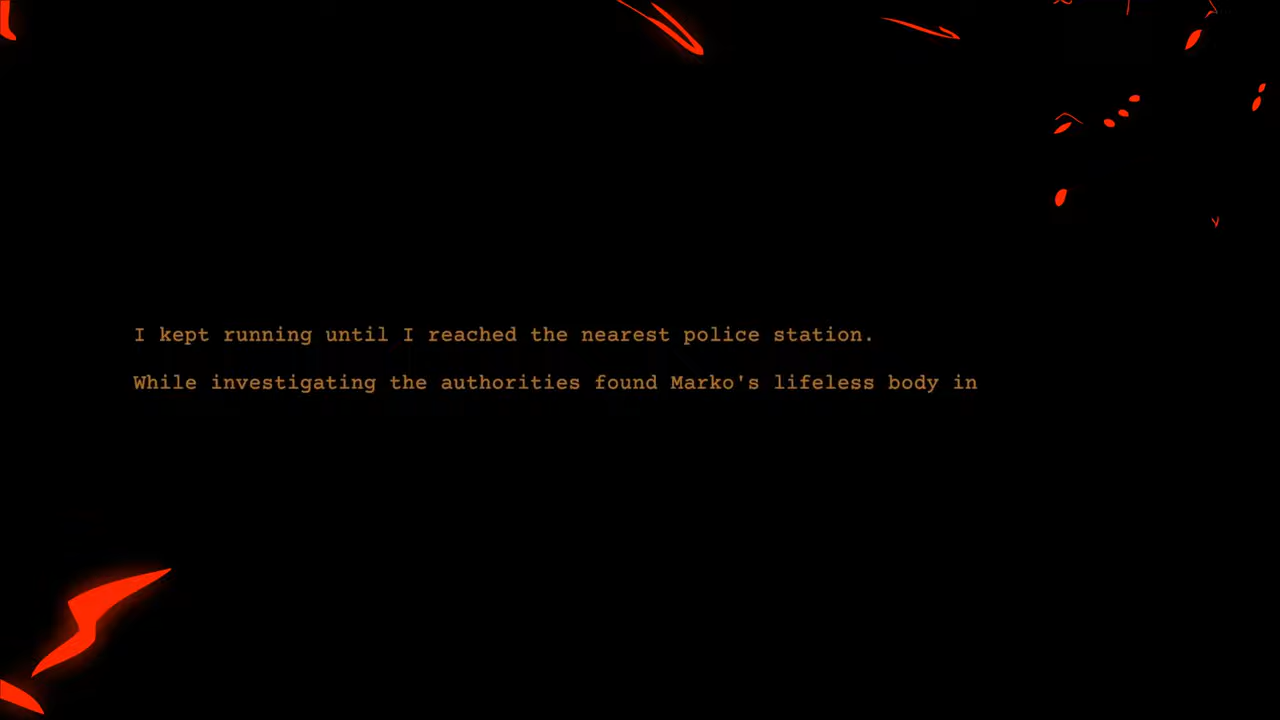 I kept running until I reached the nearest police station.
While investigating the authorities found Marko's lifeless body in